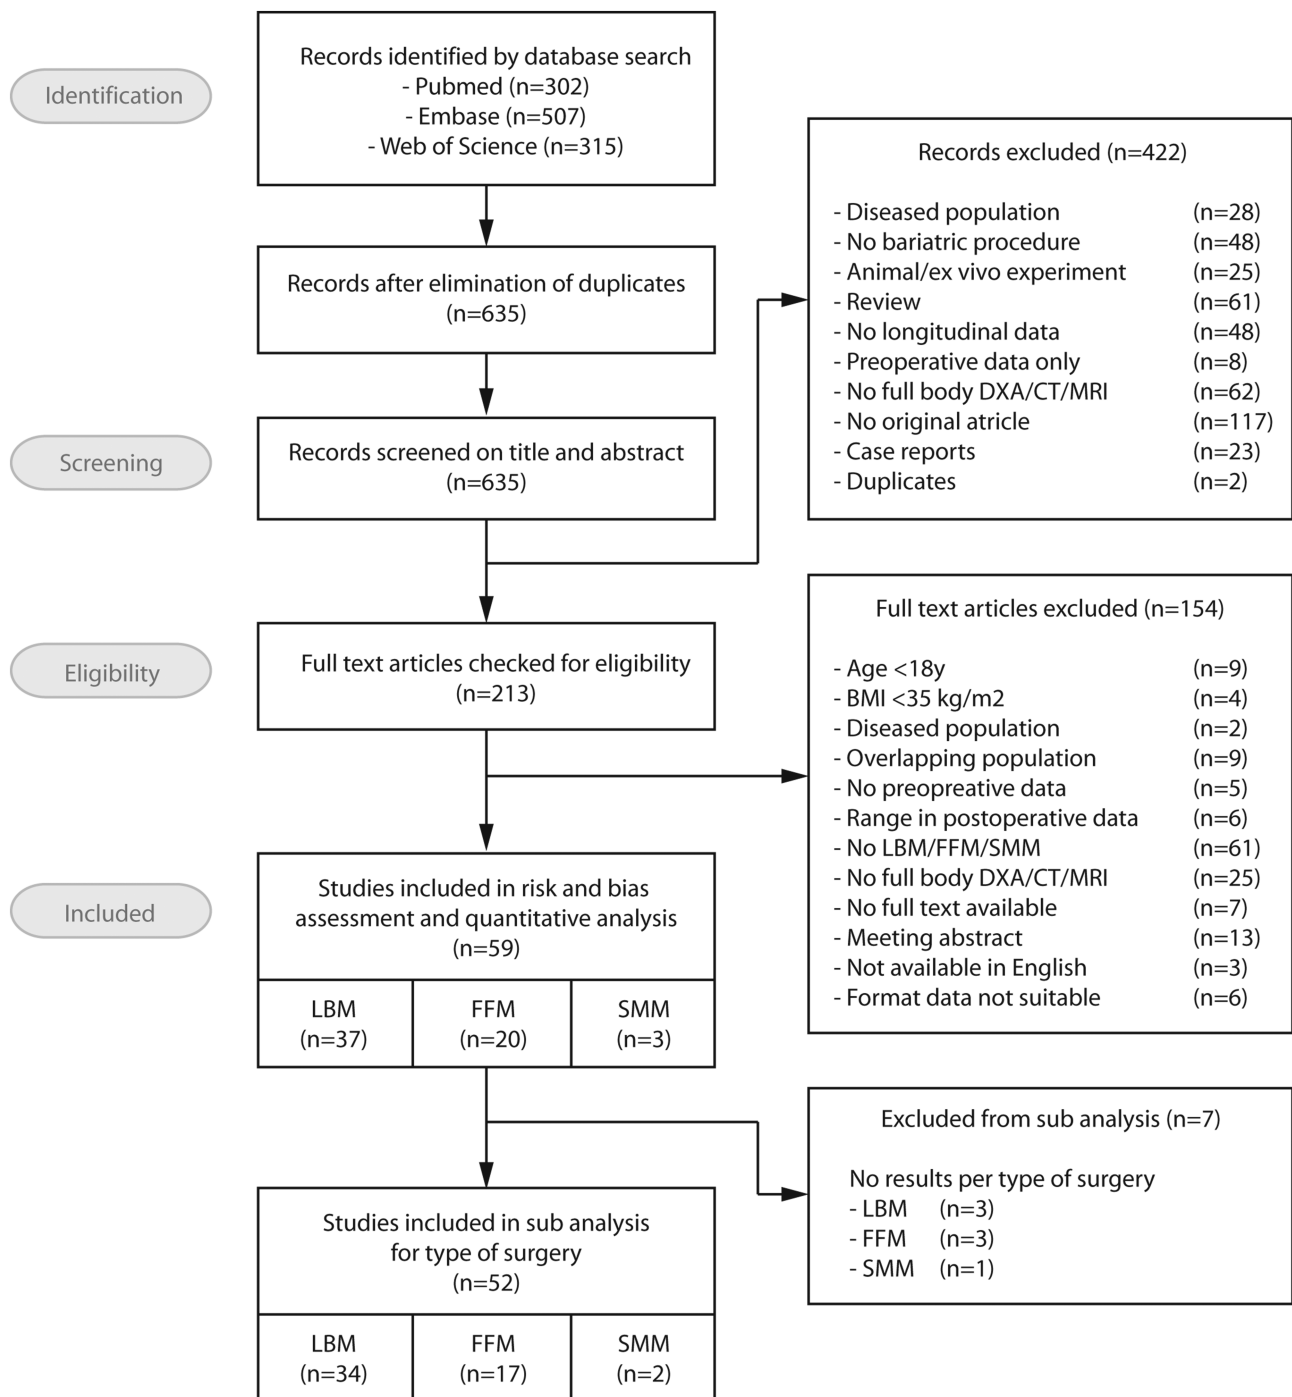 Identification
Records identified by database search
- Pubmed (n=302)
- Embase (n=507)
- Web of Science (n=315)
Records after elimination of duplicates
(n=635)
Records excluded (n=422)
- Diseased population (n=28)
- No bariatric procedure (n=48)
- Animal/ex vivo experiment (n=25)
- Review (n=61)
- No longitudinal data (n=48)
- Preoperative data only (n=8)
- No full body DXA/CT/MRI (n=62)
- No original atricle (n=117)
- Case reports (n=23)
- Duplicates (n=2)
Screening
Records screened on title and abstract
(n=635)
Eligibility
Full text articles checked for eligibility
(n=213)
Full text articles excluded (n=154)
- Age <18y (n=9)
- BMI <35 kg/m2 (n=4)
- Diseased population (n=2)
- Overlapping population (n=9)
- No preopreative data (n=5)
- Range in postoperative data (n=6)
- No LBM/FFM/SMM (n=61)
- No full body DXA/CT/MRI (n=25)
- No full text available (n=7)
- Meeting abstract (n=13)
- Not available in English (n=3)
- Format data not suitable (n=6)
Included
Studies included in risk and bias
assessment and quantitative analysis
(n=59)
LBM FFM SMM
(n=37) (n=20) (n=3)
Excluded from sub analysis (n=7)
No results per type of surgery
- LBM (n=3)
- FFM (n=3)
- SMM (n=1)
Studies included in sub analysis
for type of surgery
(n=52)
LBM FFM SMM
(n=34) (n=17) (n=2)